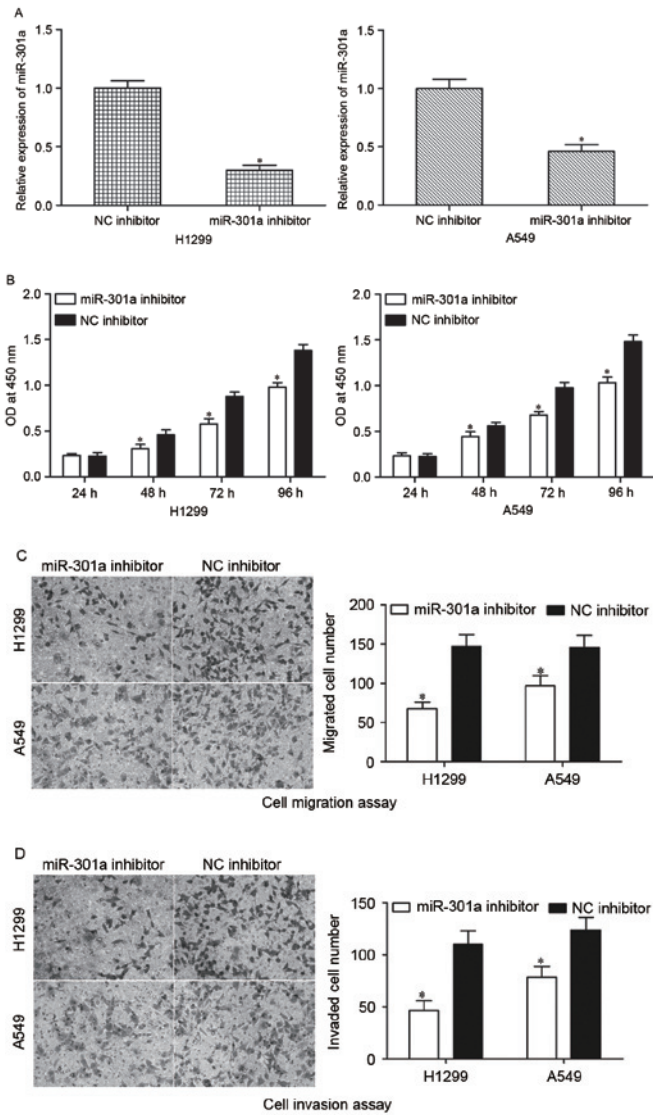 A
Relative expression of miR-301a
1.5
1.0
0.5
0.0
*
NC inhibitor miR-301a inhibitor
H1299
Relative expression of miR-301a
1.5
1.0
0.5
0.0
*
NC inhibitor miR-301a inhibitor
A549
B
OD at 450 nm
2.0
1.5
1.0
0.5
0.0
miR-301a inhibitor
NC inhibitor
* * *
24 h 48 h 72 h 96 h
H1299
OD at 450 nm
2.0
1.5
1.0
0.5
0.0
miR-301a inhibitor
NC inhibitor
* * *
24 h 48 h 72 h 96 h
A549
C
miR-301a inhibitor NC inhibitor
H1299
A549
Migrated cell number
200
150
100
50
0
miR-301a inhibitor NC inhibitor
* *
H1299 A549
Cell migration assay
D
miR-301a inhibitor NC inhibitor
H1299
A549
Invaded cell number
150
100
50
0
miR-301a inhibitor NC inhibitor
* *
H1299 A549
Cell invasion assay